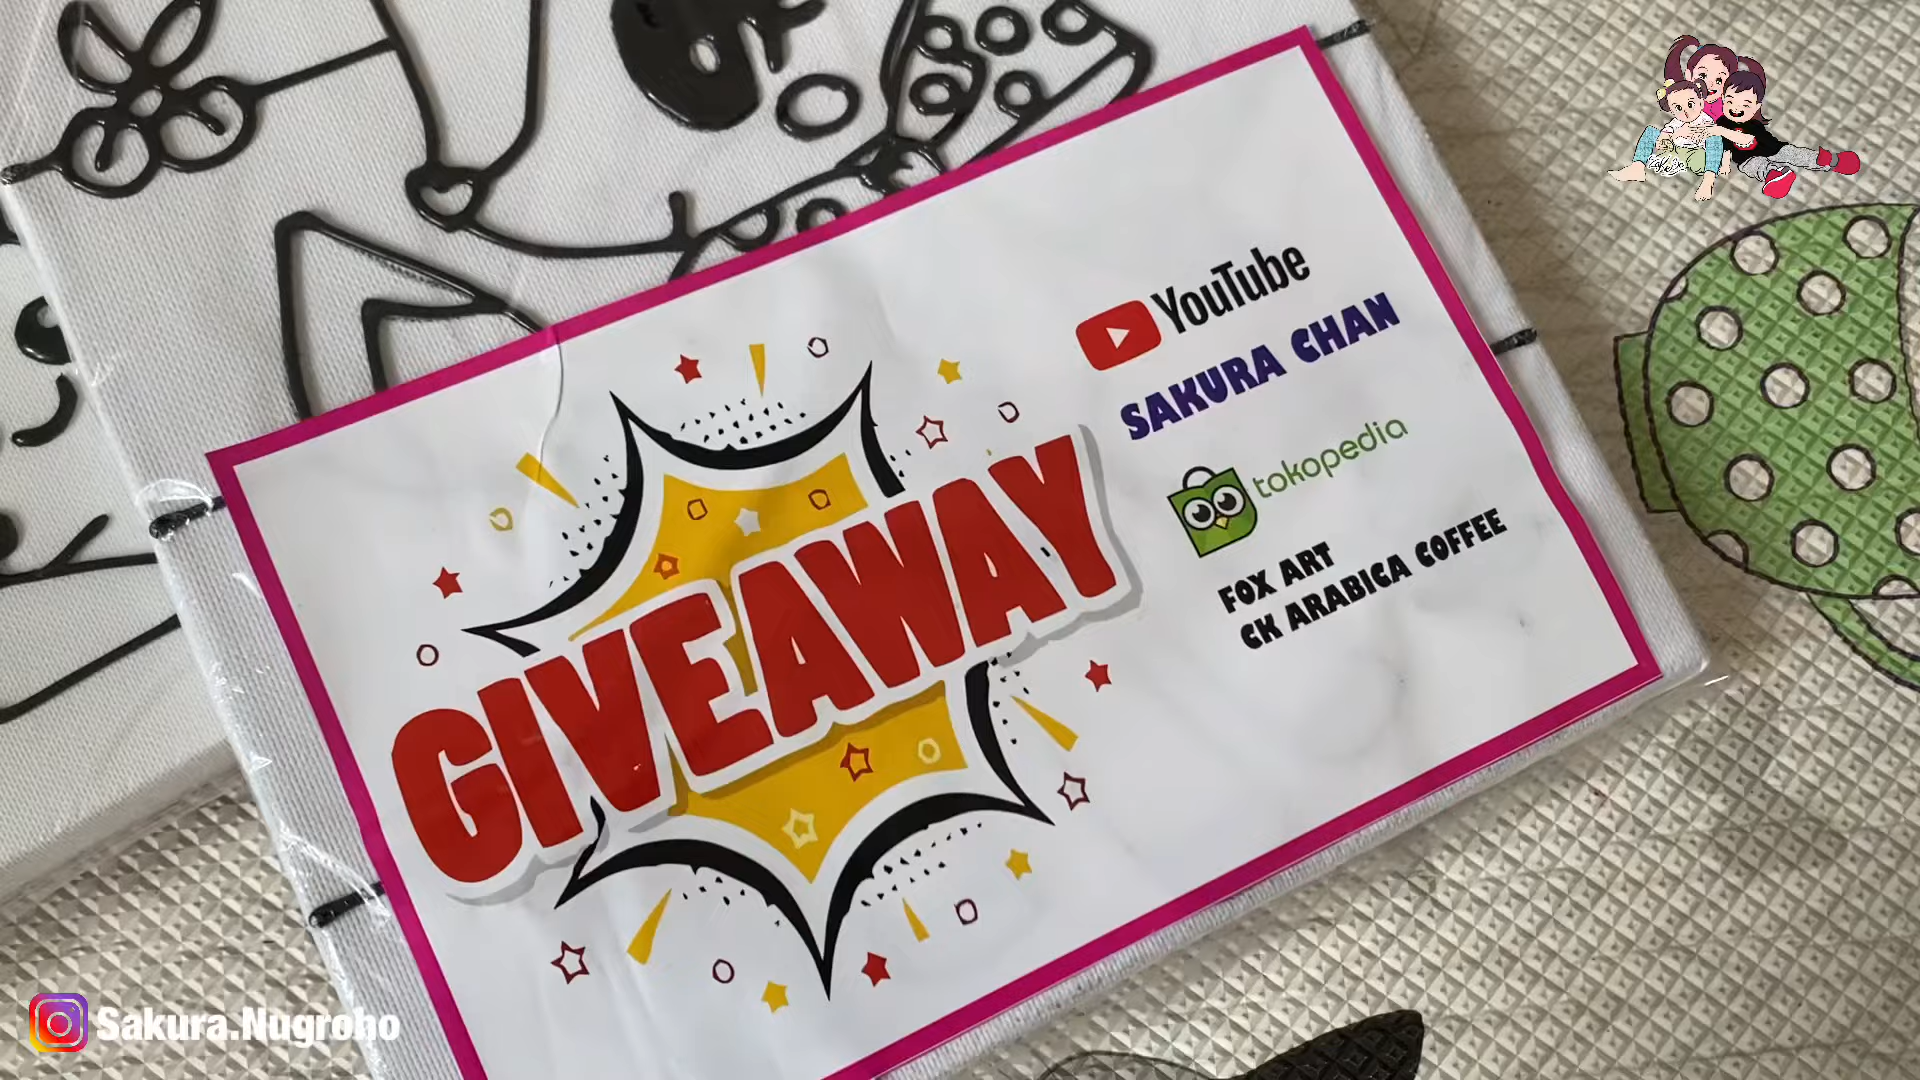 YouTube
SAKURA CHAN
tokopedia
FOX ART
CK ARABICA COFFEE
GIVEAWAY
Sakura.Nugroho